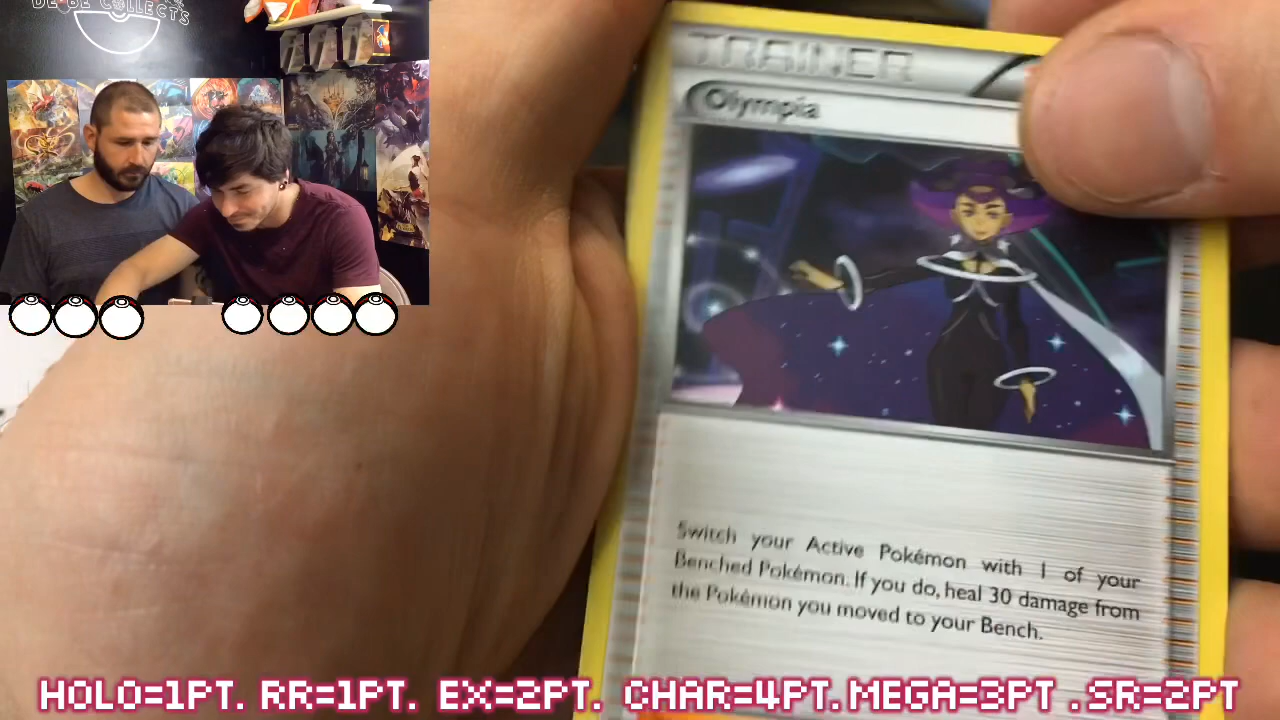 DEBE COLLECTS
TRAINER
Olympia
Switch your Active Pokémon with 1 of your
Benched Pokémon. If you do, heal 30 damage from
the Pokémon you moved to your Bench.
HOLO=1PT. RR=1PT. EX=2PT. CHAR=4PT. MEGA=3PT .SR=2PT